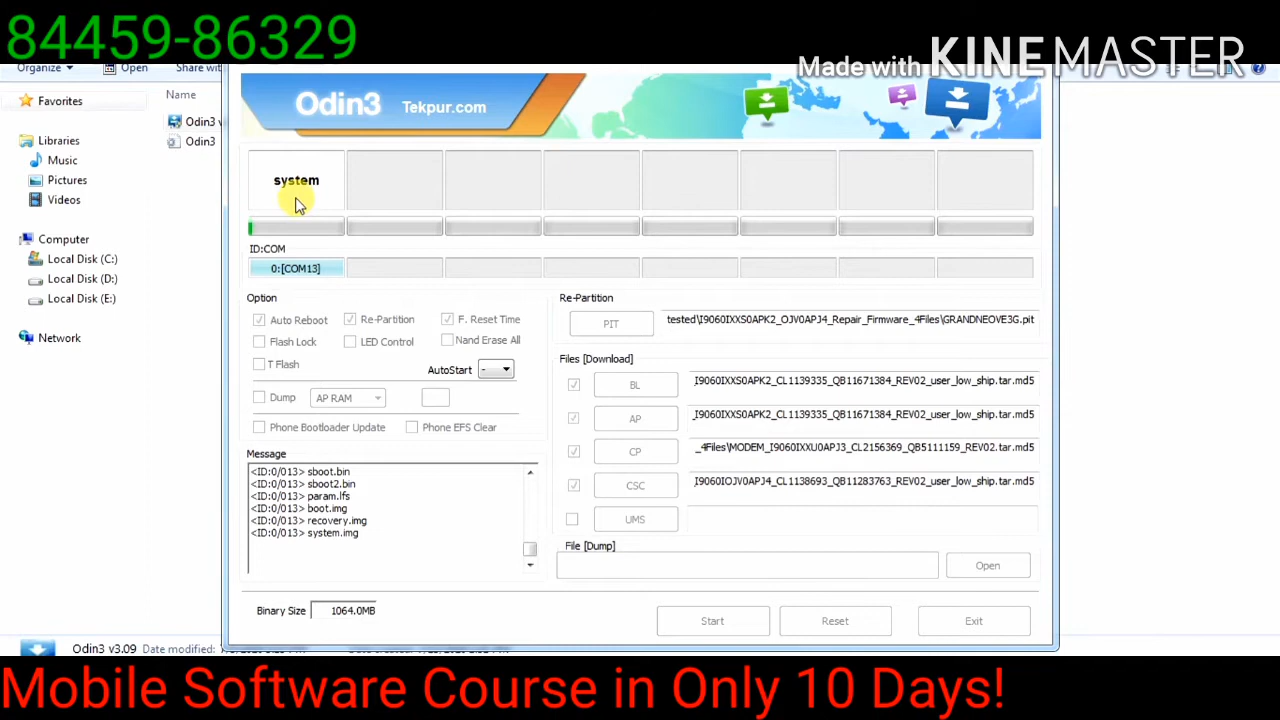 84459-86329
Made with KINEMASTER
Organize Open Share wit
Favorites
Libraries
Music
Pictures
Videos
Computer
Local Disk (C:)
Local Disk (D:)
Local Disk (E:)
Network
Name
Odin3 v
Odin3
Odin3 Tekpur.com
system
ID:COM
0:[COM13]
Option
Auto Reboot Re-Partition F. Reset Time
Flash Lock LED Control Nand Erase All
T Flash AutoStart -
Dump AP RAM
Phone Bootloader Update Phone EFS Clear
Message
<ID:0/013> sboot.bin
<ID:0/013> sboot2.bin
<ID:0/013> param.lfs
<ID:0/013> boot.img
<ID:0/013> recovery.img
<ID:0/013> system.img
Binary Size 1064.0MB
Re-Partition
PIT tested\I9060IXXS0APK2_OJV0APJ4_Repair_Firmware_4Files\GRANDNEOVE3G.pit
Files [Download]
BL _I9060IXXS0APK2_CL1139335_QB11671384_REV02_user_low_ship.tar.md5
AP _I9060IXXS0APK2_CL1139335_QB11671384_REV02_user_low_ship.tar.md5
CP _4Files\MODEM_I9060IXXU0APJ3_CL2156369_QB5111159_REV02.tar.md5
CSC I9060IOJV0APJ4_CL1138693_QB11283763_REV02_user_low_ship.tar.md5
UMS
File [Dump]
Open
Start Reset Exit
Odin3 v3.09 Date modified:
Mobile Software Course in Only 10 Days!